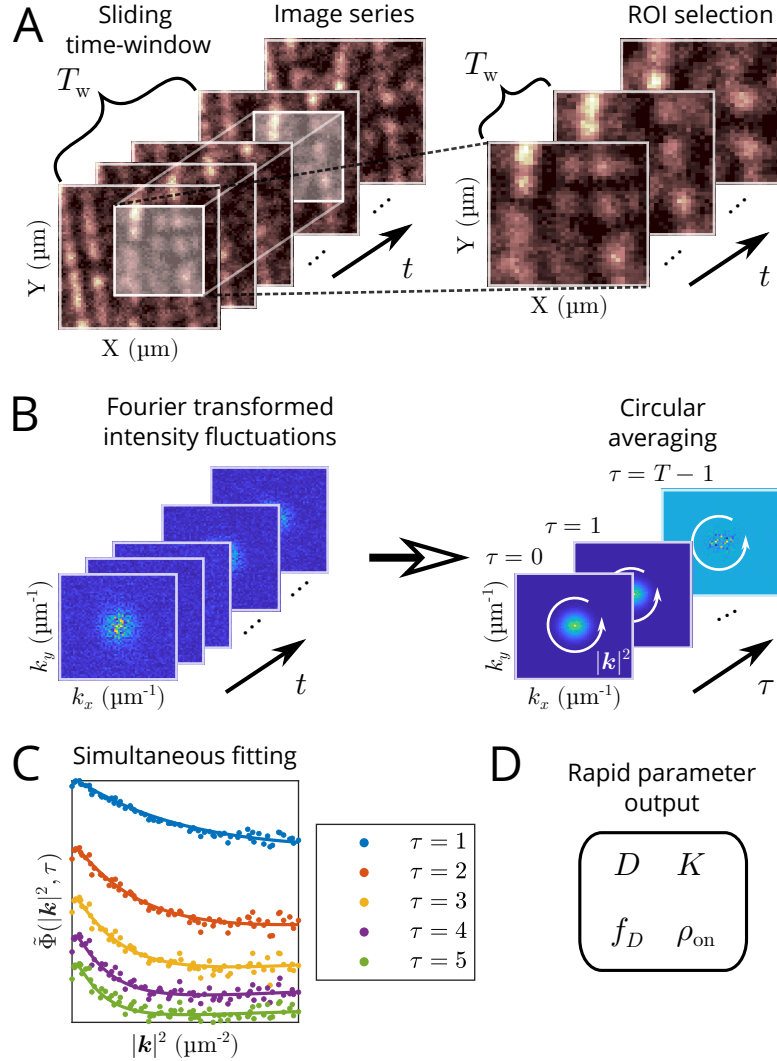 A
Sliding
time-window
Image series
ROI selection
T_w
T_w
Y (µm)
X (µm)
...
t
Y (µm)
X (µm)
...
t
B
Fourier transformed
intensity fluctuations
Circular
averaging
τ = T − 1
τ = 1
τ = 0
k_y (µm⁻¹)
k_x (µm⁻¹)
...
t
k_y (µm⁻¹)
|k|²
k_x (µm⁻¹)
...
τ
C
Simultaneous fitting
Φ̃(|k|², τ)
|k|² (µm⁻²)
τ = 1
τ = 2
τ = 3
τ = 4
τ = 5
D
Rapid parameter
output
D K
f_D ρ_on